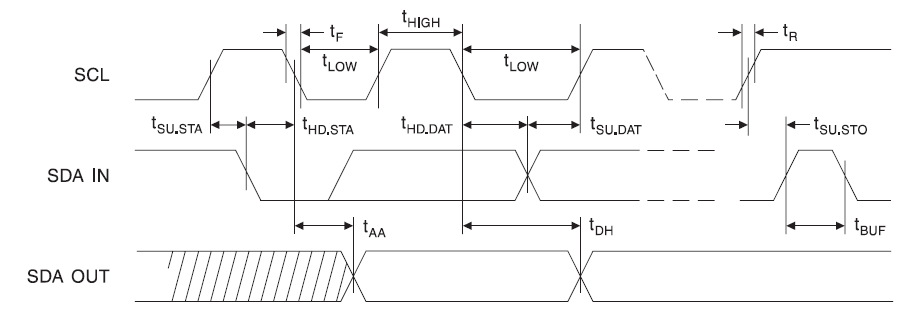 tF
tHIGH
tR
SCL
tLOW
tLOW
tSU.STA
tHD.STA
tHD.DAT
tSU.DAT
tSU.STO
SDA IN
tAA
tDH
tBUF
SDA OUT